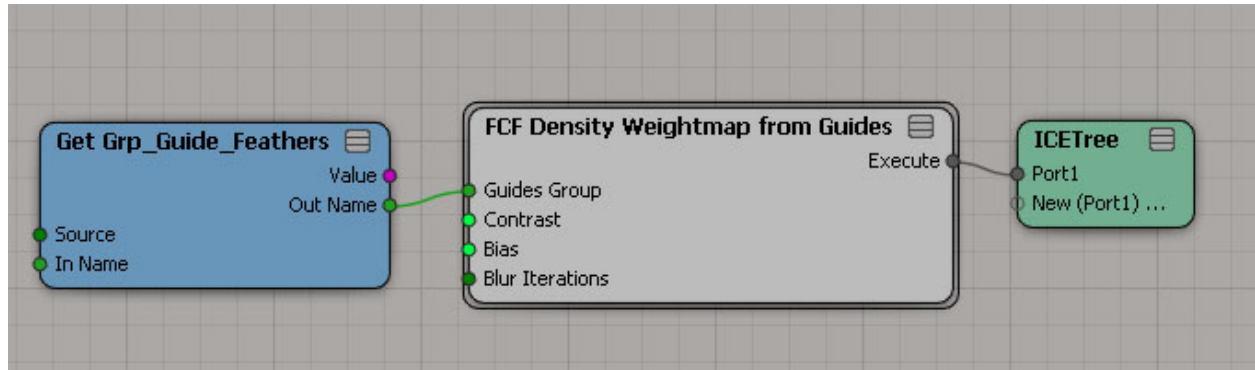 Get Grp_Guide_Feathers
Value
Out Name
Source
In Name
FCF Density Weightmap from Guides
Execute
Guides Group
Contrast
Bias
Blur Iterations
ICETree
Port1
New (Port1) ...